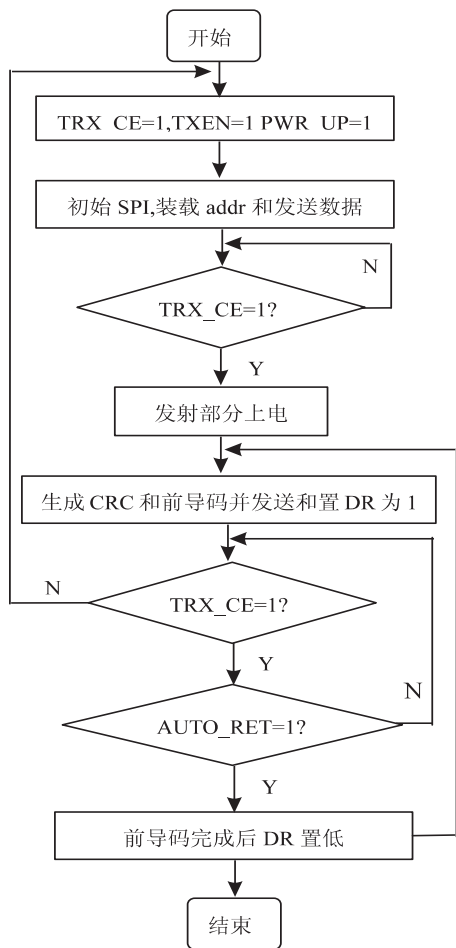 开始
TRX CE=1,TXEN=1 PWR UP=1
初始 SPI,装载 addr 和发送数据
N
TRX_CE=1?
Y
发射部分上电
生成 CRC 和前导码并发送和置 DR 为 1
N
TRX_CE=1?
Y
N
AUTO_RET=1?
Y
前导码完成后 DR 置低
结束